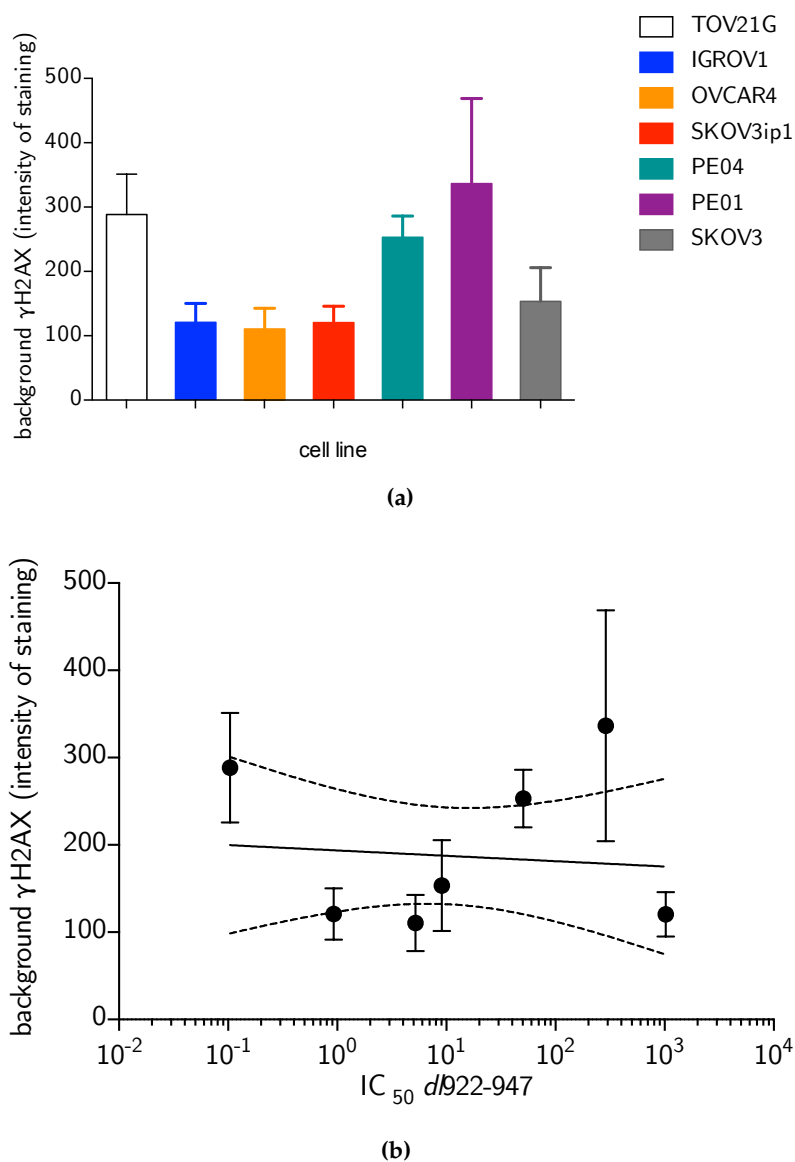 TOV21G
IGROV1
OVCAR4
SKOV3ip1
PE04
PE01
SKOV3
background γH2AX (intensity of staining)
500
400
300
200
100
0
cell line
(a)
background γH2AX (intensity of staining)
500
400
300
200
100
0
10-2 10-1 100 101 102 103 104
IC 50 dl922-947
(b)